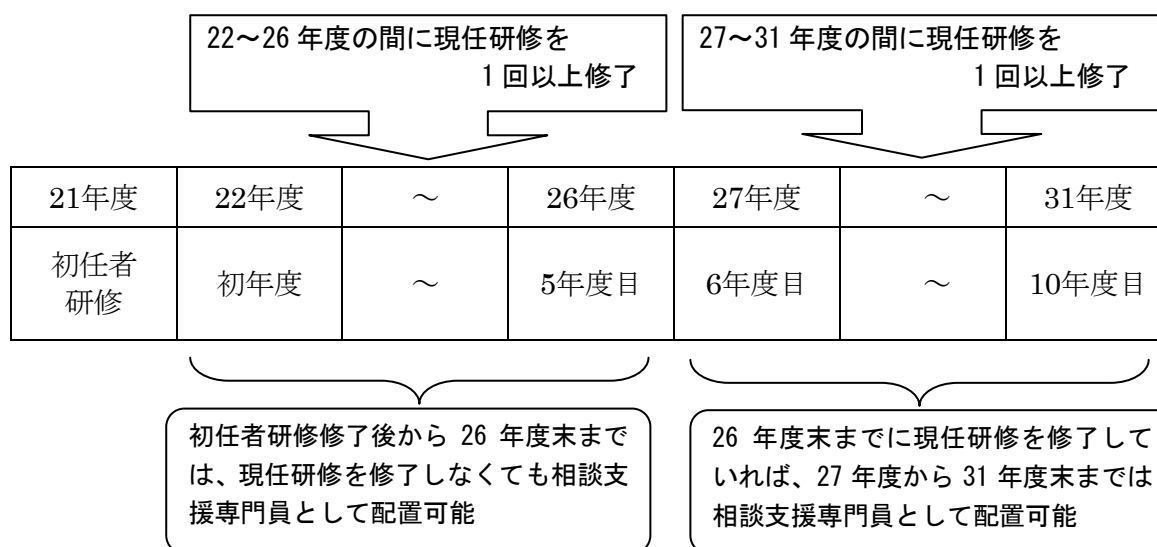 22～26 年度の間に現任研修を
1 回以上修了
27～31 年度の間に現任研修を
1 回以上修了
21年度 22年度 ～ 26年度 27年度 ～ 31年度
初任者
研修 初年度 ～ 5年度目 6年度目 ～ 10年度目
初任者研修修了後から 26 年度末まで
は、現任研修を修了しなくても相談支
援専門員として配置可能
26 年度末までに現任研修を修了して
いれば、27 年度から 31 年度末までは
相談支援専門員として配置可能